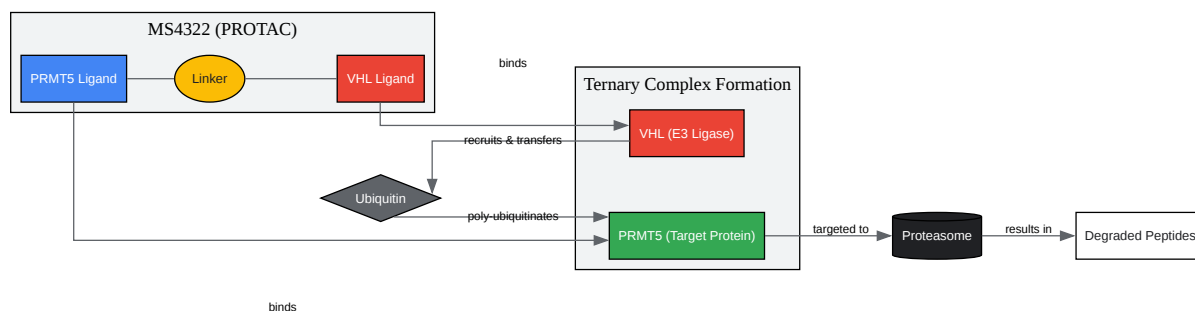 MS4322 (PROTAC)
PRMT5 Ligand
Linker
VHL Ligand
binds
Ternary Complex Formation
VHL (E3 Ligase)
recruits & transfers
Ubiquitin
poly-ubiquitinates
PRMT5 (Target Protein)
targeted to
Proteasome
results in
Degraded Peptides
binds